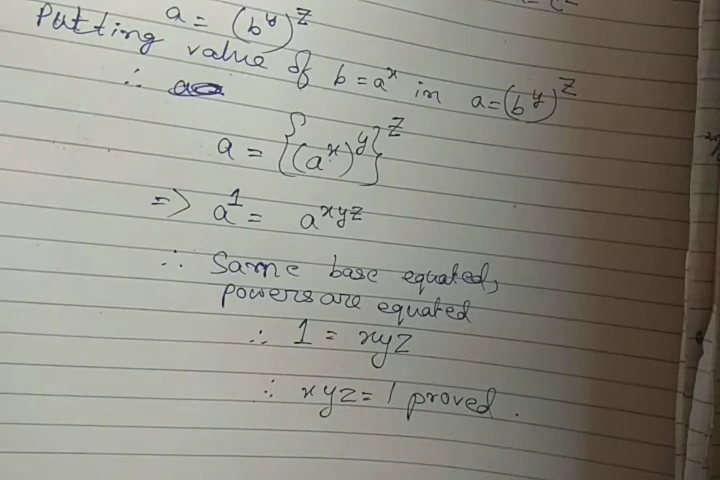 a = (b^y)^z
Putting value of b = a^x in a = (b^y)^z
∴
a = {(a^x)^y}^z
=> a^1 = a^xyz
∴ Same base equated,
powers are equated
∴ 1 = xyz
∴ xyz = 1 proved.